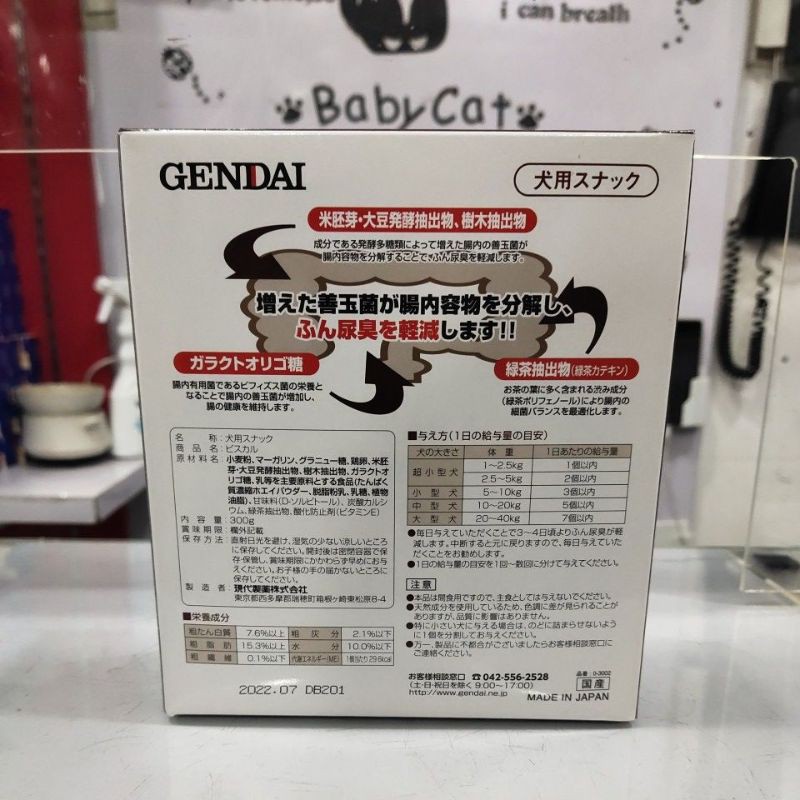 i can breath
BabyCat
GENDAI
犬用スナック
米胚芽・大豆発酵抽出物、樹木抽出物
成分である発酵多糖類によって増えた腸内の善玉菌が
腸内容物を分解することで、ふん尿臭を軽減します。
増えた善玉菌が腸内容物を分解し、
ふん尿臭を軽減します!!
ガラクトオリゴ糖
腸内有用菌であるビフィズス菌の栄養と
なることで腸内の善玉菌が増加し、
腸の健康を維持します。
緑茶抽出物(緑茶カテキン)
お茶の葉に多く含まれる渋み成分
(緑茶ポリフェノール)により腸内の
細菌バランスを最適化します。
名称:犬用スナック
商品名:ビスカル
原材料名:小麦粉、マーガリン、グラニュー糖、鶏卵、米胚
芽・大豆発酵抽出物、樹木抽出物、ガラクトオ
リゴ糖、乳等を主要原料とする食品(たんぱく
質濃縮ホエイパウダー、脱脂粉乳、乳糖、植物
油脂)、甘味料(D-ソルビトール)、炭酸カルシ
ウム、緑茶抽出物、酸化防止剤(ビタミンE)
内容量:300g
賞味期限:欄外記載
保存方法:直射日光を避け、湿気の少ない涼しいところ
に保存してください。開封後は密閉容器で保
存・保管し、賞味期限にかかわらず早めにお与
えください。お子様の手の届かないところに
保存してください。
製造者:現代製薬株式会社
東京都西多摩郡瑞穂町箱根ヶ崎東松原8-4
■栄養成分
粗たん白質 7.6%以上 粗灰分 2.1%以下
粗脂肪 15.3%以上 水分 10.0%以下
粗繊維 0.1%以下 代謝エネルギー(ME) 1個当たり29.6kcal
2022.07 DB201
■与え方(1日の給与量の目安)
犬の大きさ 体重 1日あたりの給与量
超小型犬 1〜2.5kg 1個以内
2.5〜5kg 2個以内
小型犬 5〜10kg 3個以内
中型犬 10〜20kg 5個以内
大型犬 20〜40kg 7個以内
●毎日与えていただくことで3〜4日頃よりふん尿臭が軽
減します。中断すると元に戻りますので、毎日与えていた
だくことをお勧めします。
●1日の給与量の目安を1回〜数回に分けて与えてください。
注意
●本品は間食用ですので、主食としては与えないでください。
●天然成分を使用しているため、色調に差が見られることが
ありますが、品質に影響はありません。
●特に小さい犬に与える場合は、のどに詰まらせないよう
に1個を分割してお与えください。
●万一、製品に不都合がございましたらお客様相談窓口に
ご連絡ください。
お客様相談窓口 ☎042-556-2528
(土・日・祝日を除く 9:00〜17:00)
http://www.gendai.ne.jp
品番:0-3002
国産
MADE IN JAPAN